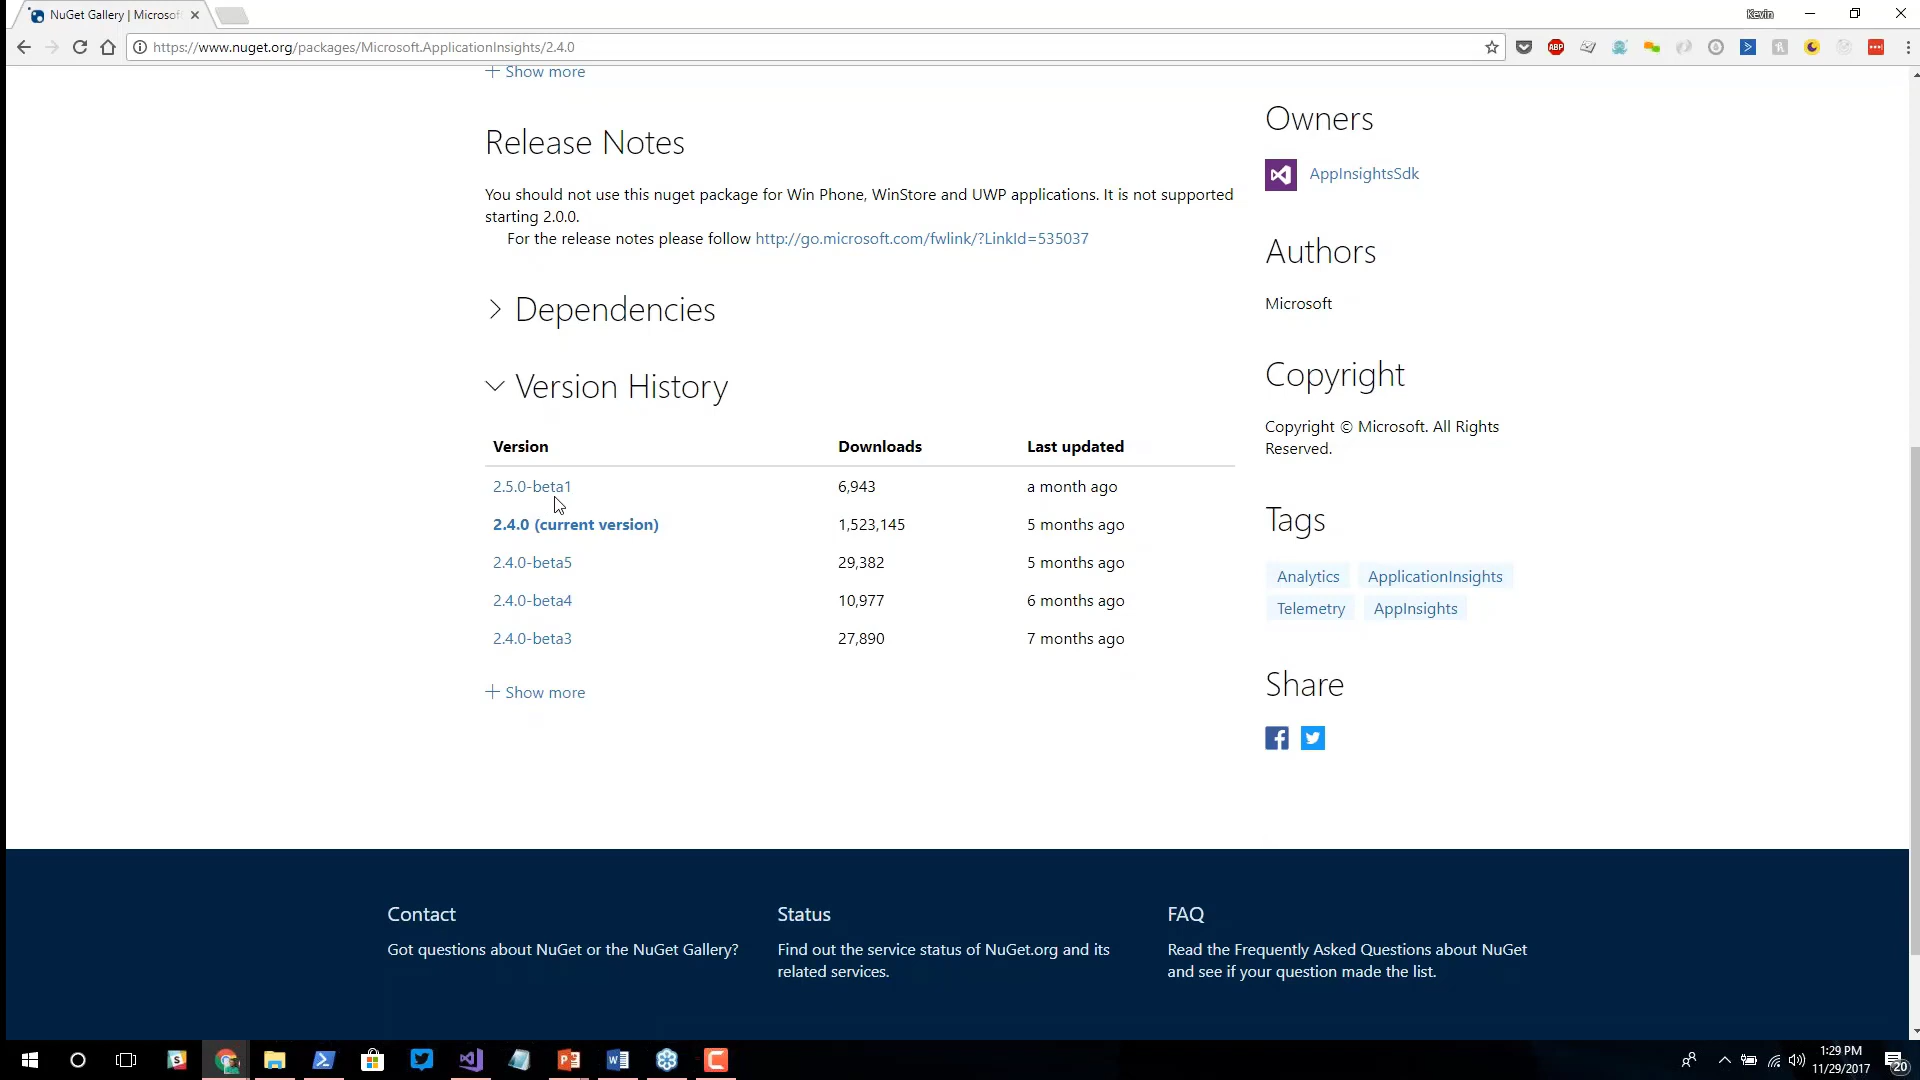 NuGet Gallery | Microsof
Kevin
https://www.nuget.org/packages/Microsoft.ApplicationInsights/2.4.0
ABP
Show more
Release Notes
You should not use this nuget package for Win Phone, WinStore and UWP applications. It is not supported
starting 2.0.0.
For the release notes please follow http://go.microsoft.com/fwlink/?LinkId=535037
Dependencies
Version History
Version Downloads Last updated
2.5.0-beta1 6,943 a month ago
2.4.0 (current version) 1,523,145 5 months ago
2.4.0-beta5 29,382 5 months ago
2.4.0-beta4 10,977 6 months ago
2.4.0-beta3 27,890 7 months ago
Show more
Owners
AppInsightsSdk
Authors
Microsoft
Copyright
Copyright © Microsoft. All Rights
Reserved.
Tags
Analytics ApplicationInsights
Telemetry AppInsights
Share
Contact
Got questions about NuGet or the NuGet Gallery?
Status
Find out the service status of NuGet.org and its
related services.
FAQ
Read the Frequently Asked Questions about NuGet
and see if your question made the list.
1:29 PM
11/29/2017
20